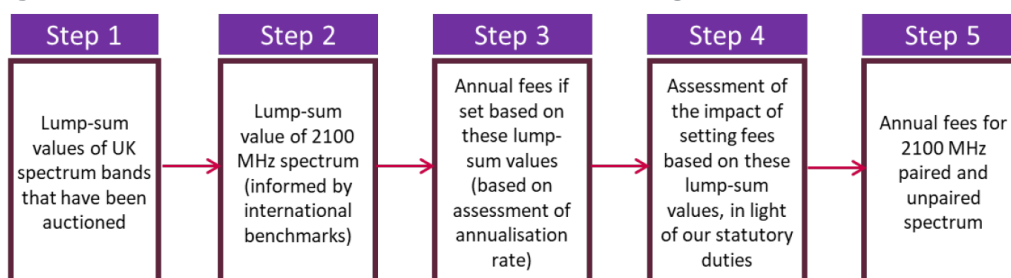 Step 1
Lump-sum
values of UK
spectrum bands
that have been
auctioned
Step 2
Lump-sum
value of 2100
MHz spectrum
(informed by
international
benchmarks)
Step 3
Annual fees if
set based on
these lump-
sum values
(based on
assessment of
annualisation
rate)
Step 4
Assessment of
the impact of
setting fees
based on these
lump-sum
values, in light
of our statutory
duties
Step 5
Annual fees for
2100 MHz
paired and
unpaired
spectrum